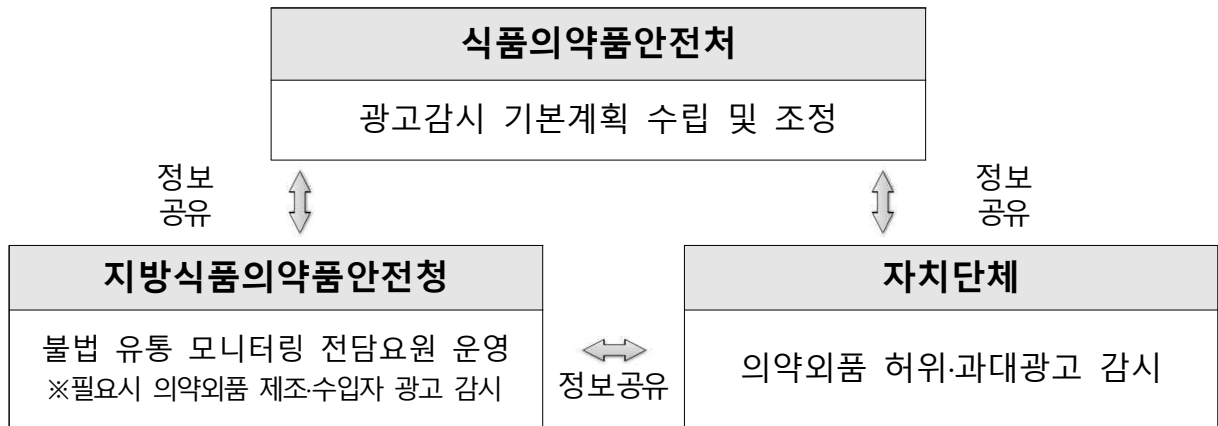 식품의약품안전처
광고감시 기본계획 수립 및 조정
정보
공유
정보
공유
지방식품의약품안전청
불법 유통 모니터링 전담요원 운영
※필요시 의약외품 제조·수입자 광고 감시
정보공유
자치단체
의약외품 허위·과대광고 감시